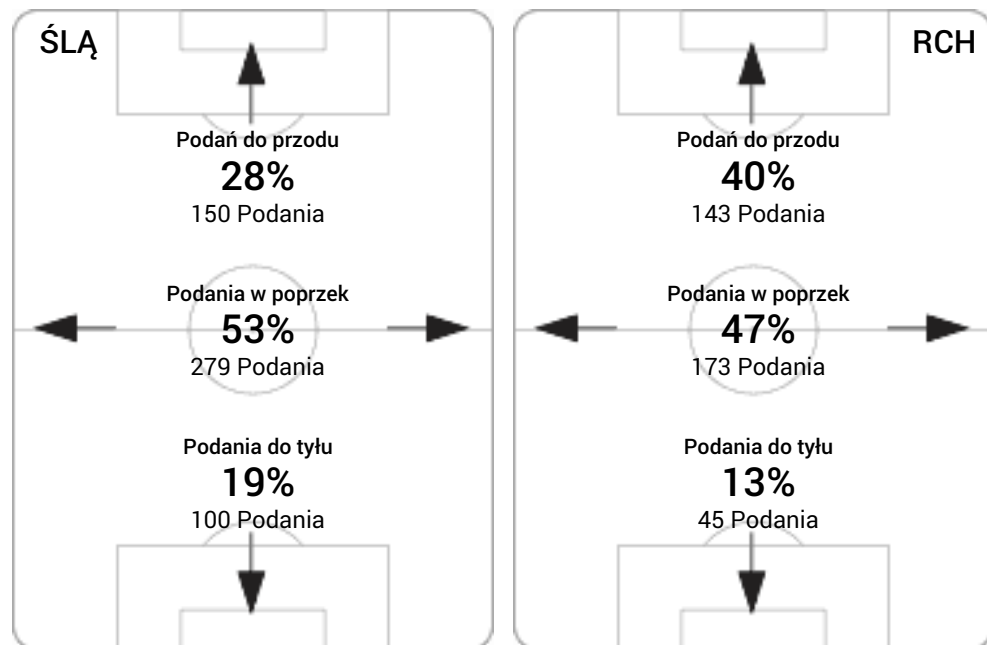 ŚLĄ
Podań do przodu
28%
150 Podania
Podania w poprzek
53%
279 Podania
Podania do tyłu
19%
100 Podania
RCH
Podań do przodu
40%
143 Podania
Podania w poprzek
47%
173 Podania
Podania do tyłu
13%
45 Podania